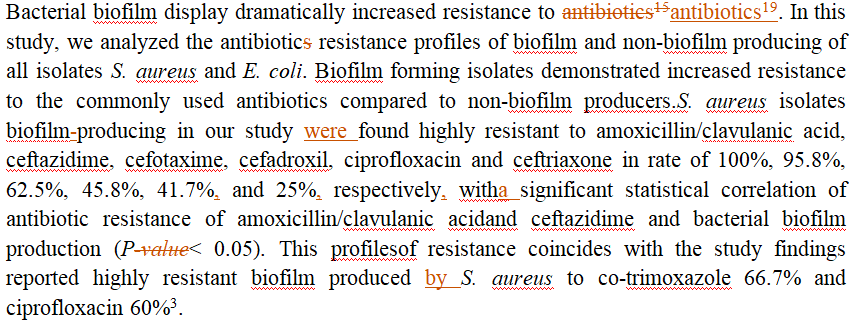 Bacterial biofilm display dramatically increased resistance to antibiotics15antibiotics19. In this
study, we analyzed the antibiotics resistance profiles of biofilm and non-biofilm producing of
all isolates S. aureus and E. coli. Biofilm forming isolates demonstrated increased resistance
to the commonly used antibiotics compared to non-biofilm producers.S. aureus isolates
biofilm-producing in our study were found highly resistant to amoxicillin/clavulanic acid,
ceftazidime, cefotaxime, cefadroxil, ciprofloxacin and ceftriaxone in rate of 100%, 95.8%,
62.5%, 45.8%, 41.7%, and 25%, respectively, witha significant statistical correlation of
antibiotic resistance of amoxicillin/clavulanic acidand ceftazidime and bacterial biofilm
production (P-value< 0.05). This profilesof resistance coincides with the study findings
reported highly resistant biofilm produced by S. aureus to co-trimoxazole 66.7% and
ciprofloxacin 60%3.